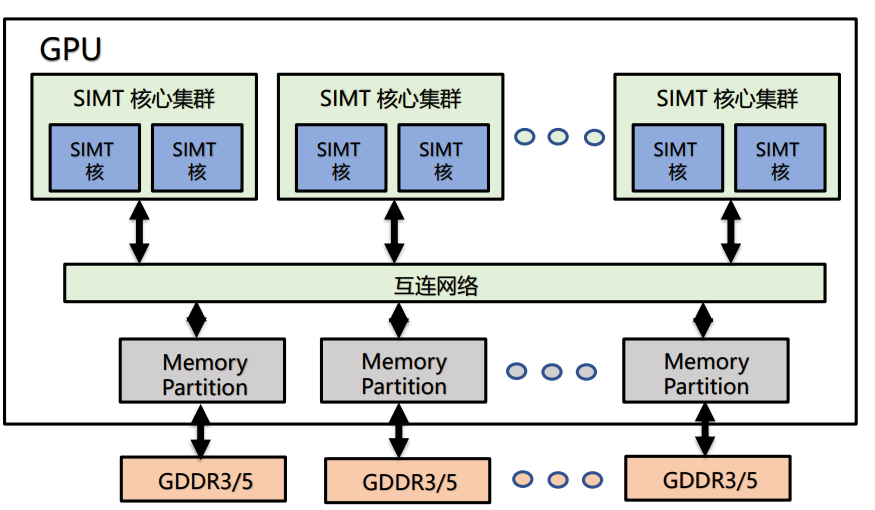 GPU
SIMT 核心集群
SIMT
核
SIMT
核
SIMT 核心集群
SIMT
核
SIMT
核
SIMT 核心集群
SIMT
核
SIMT
核
互连网络
Memory
Partition
Memory
Partition
Memory
Partition
GDDR3/5
GDDR3/5
GDDR3/5